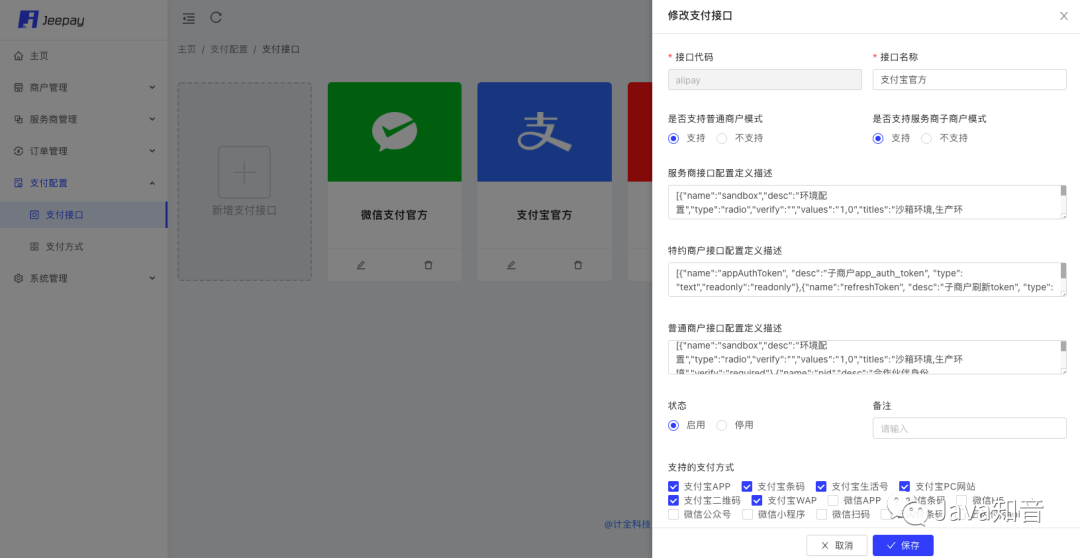 Jeepay
主页
商户管理
服务商管理
订单管理
支付配置
支付接口
支付方式
系统管理
主页 / 支付配置 / 支付接口
新增支付接口
微信支付官方
支
支付宝官方
@计全科技
修改支付接口
* 接口代码
alipay
* 接口名称
支付宝官方
是否支持普通商户模式
支持 不支持
是否支持服务商子商户模式
支持 不支持
服务商接口配置定义描述
[{"name":"sandbox","desc":"环境配
置","type":"radio","verify":"","values":"1,0","titles":"沙箱环境,生产环
特约商户接口配置定义描述
[{"name":"appAuthToken", "desc":"子商户app_auth_token", "type":
"text","readonly":"readonly"},{"name":"refreshToken", "desc":"子商户刷新token", "type":
普通商户接口配置定义描述
[{"name":"sandbox","desc":"环境配
置","type":"radio","verify":"","values":"1,0","titles":"沙箱环境,生产环
境","verify":"required"},{"name":"pid","desc":"合作伙伴身份
状态
启用 停用
备注
请输入
支持的支付方式
支付宝APP 支付宝条码 支付宝生活号 支付宝PC网站
支付宝二维码 支付宝WAP 微信APP 微信条码 微信H5
微信公众号 微信小程序 微信扫码
Java知音
取消 保存